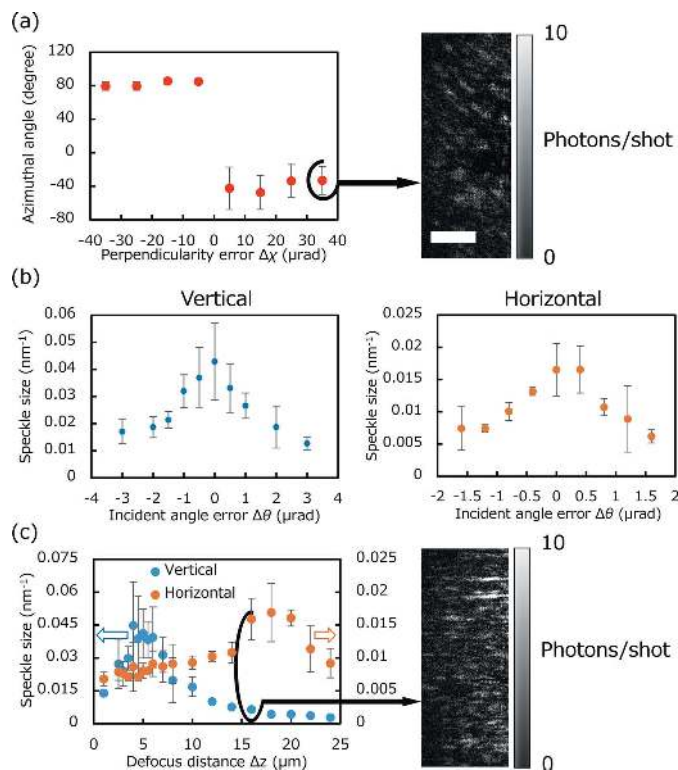 (a)
120
80
40
0
-40
-80
Azimuthal angle (degree)
-40 -30 -20 -10 0 10 20 30 40
Perpendicularity error Δχ (μrad)
10
Photons/shot
0
(b)
Vertical
0.06
0.05
0.04
0.03
0.02
0.01
0
Speckle size (nm⁻¹)
-4 -3 -2 -1 0 1 2 3 4
Incident angle error Δθ (μrad)
Horizontal
0.025
0.02
0.015
0.01
0.005
0
Speckle size (nm⁻¹)
-2 -1.5 -1 -0.5 0 0.5 1 1.5 2
Incident angle error Δθ (μrad)
(c)
0.075
0.06
0.045
0.03
0.015
0
Speckle size (nm⁻¹)
Vertical
Horizontal
0.025
0.02
0.015
0.01
0.005
0
0 5 10 15 20 25
Defocus distance Δz (μm)
10
Photons/shot
0